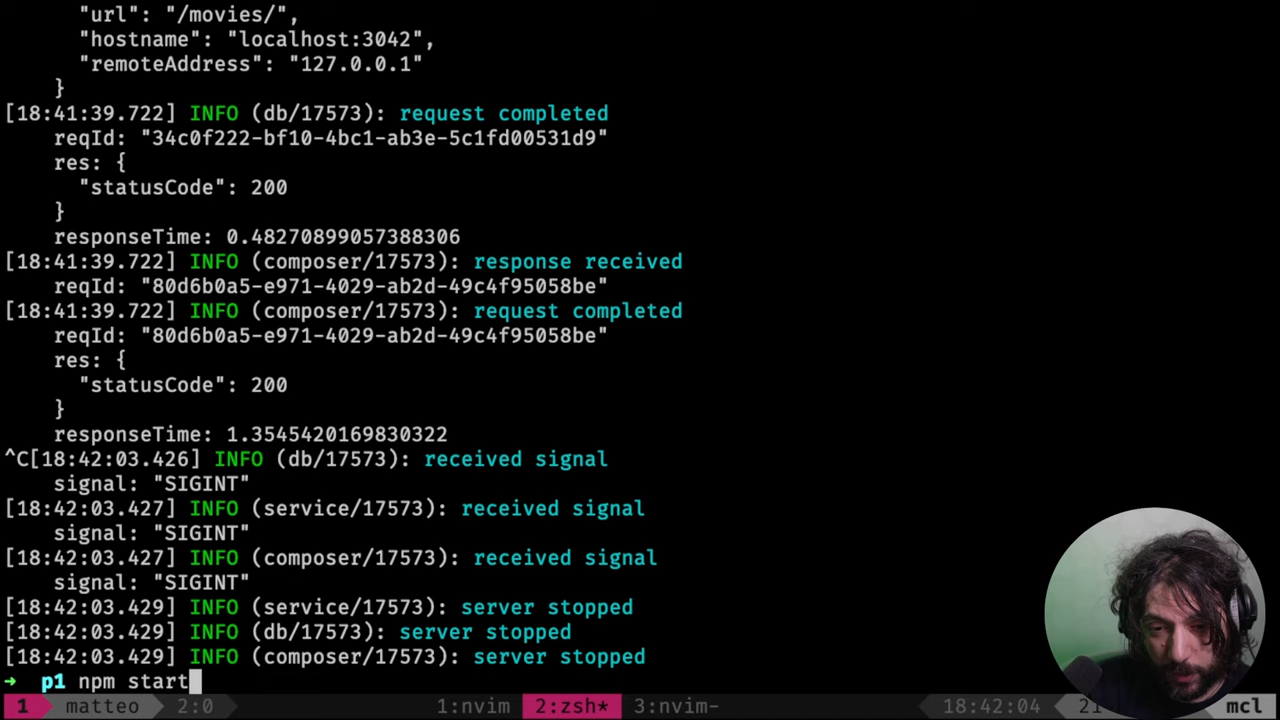 "url": "/movies/",
"hostname": "localhost:3042",
"remoteAddress": "127.0.0.1"
}
[18:41:39.722] INFO (db/17573): request completed
reqId: "34c0f222-bf10-4bc1-ab3e-5c1fd00531d9"
res: {
"statusCode": 200
}
responseTime: 0.48270899057388306
[18:41:39.722] INFO (composer/17573): response received
reqId: "80d6b0a5-e971-4029-ab2d-49c4f95058be"
[18:41:39.722] INFO (composer/17573): request completed
reqId: "80d6b0a5-e971-4029-ab2d-49c4f95058be"
res: {
"statusCode": 200
}
responseTime: 1.3545420169830322
^C[18:42:03.426] INFO (db/17573): received signal
signal: "SIGINT"
[18:42:03.427] INFO (service/17573): received signal
signal: "SIGINT"
[18:42:03.427] INFO (composer/17573): received signal
signal: "SIGINT"
[18:42:03.429] INFO (service/17573): server stopped
[18:42:03.429] INFO (db/17573): server stopped
[18:42:03.429] INFO (composer/17573): server stopped
→ p1 npm start
1 matteo 2:0 1:nvim 2:zsh* 3:nvim- 18:42:04 21 mcl